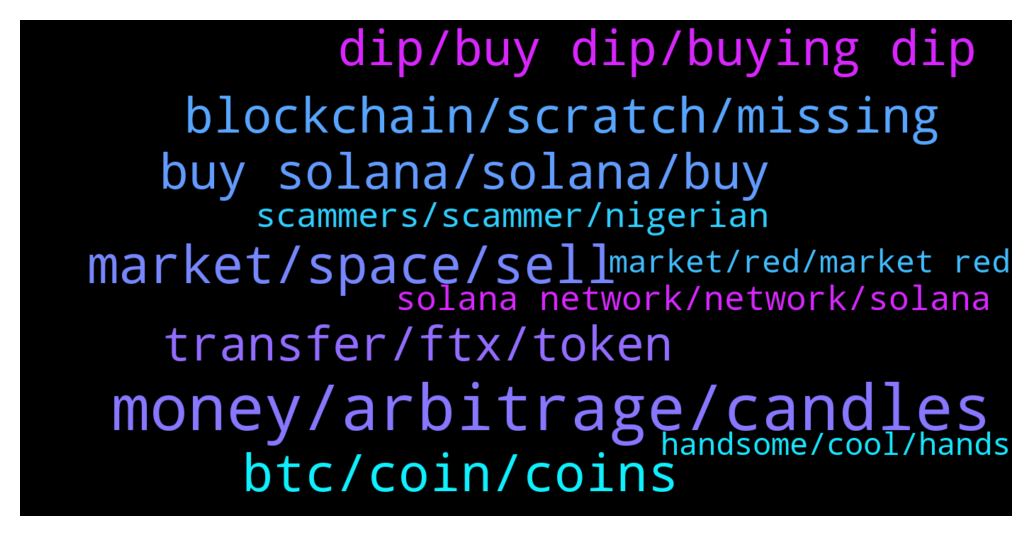 dip/buy dip/buying dip
blockchain/scratch/missing
buy solana/solana/buy
scammers/scammer/nigerian
market/space/sell
market/red/market red
solana network/network/solana
transfer/ftx/token
money/arbitrage/candles
handsome/cool/hands
btc/coin/coins